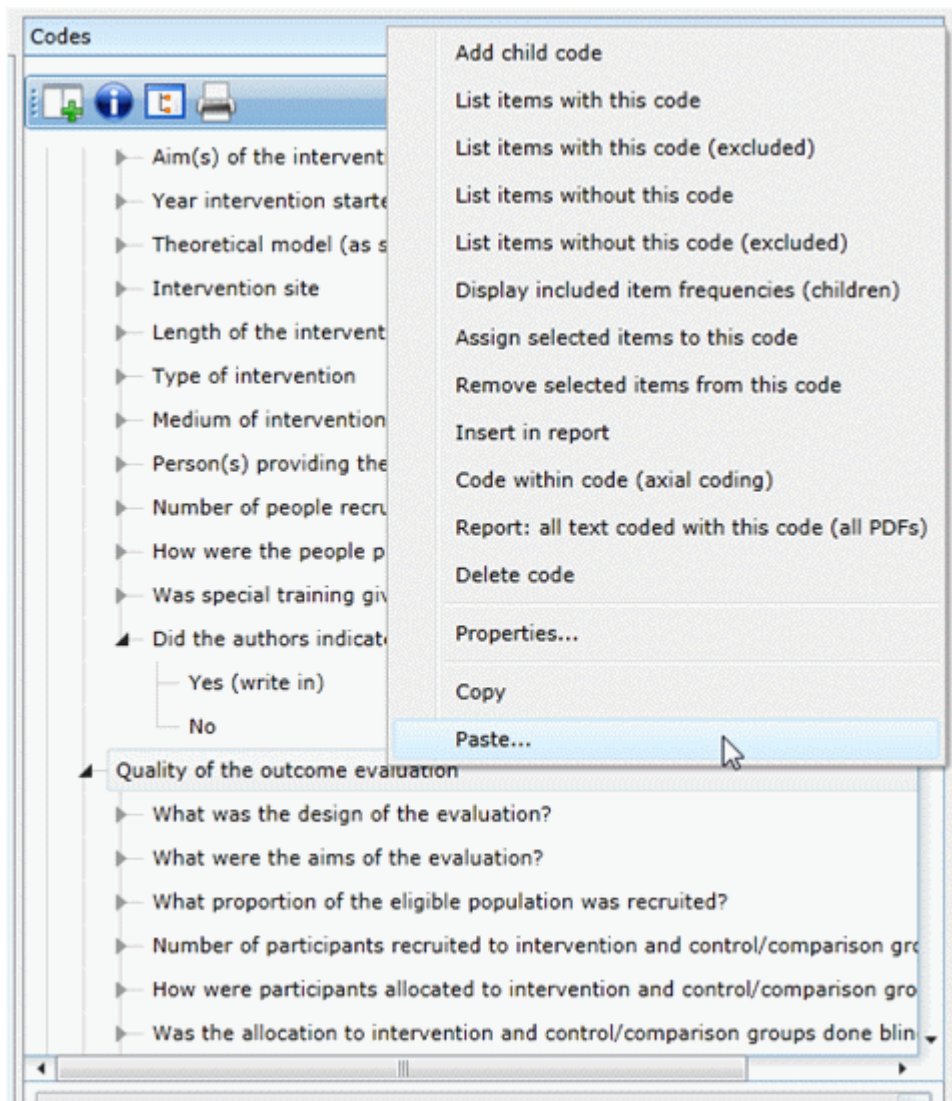 Codes
Add child code
List items with this code
List items with this code (excluded)
List items without this code
List items without this code (excluded)
Display included item frequencies (children)
Assign selected items to this code
Remove selected items from this code
Insert in report
Code within code (axial coding)
Report: all text coded with this code (all PDFs)
Delete code
Properties...
Copy
Paste...
Aim(s) of the intervent
Year intervention starte
Theoretical model (as s
Intervention site
Length of the intervent
Type of intervention
Medium of intervention
Person(s) providing the
Number of people recru
How were the people p
Was special training giv
Did the authors indicate
Yes (write in)
No
Quality of the outcome evaluation
What was the design of the evaluation?
What were the aims of the evaluation?
What proportion of the eligible population was recruited?
Number of participants recruited to intervention and control/comparison gro
How were participants allocated to intervention and control/comparison gro
Was the allocation to intervention and control/comparison groups done blin